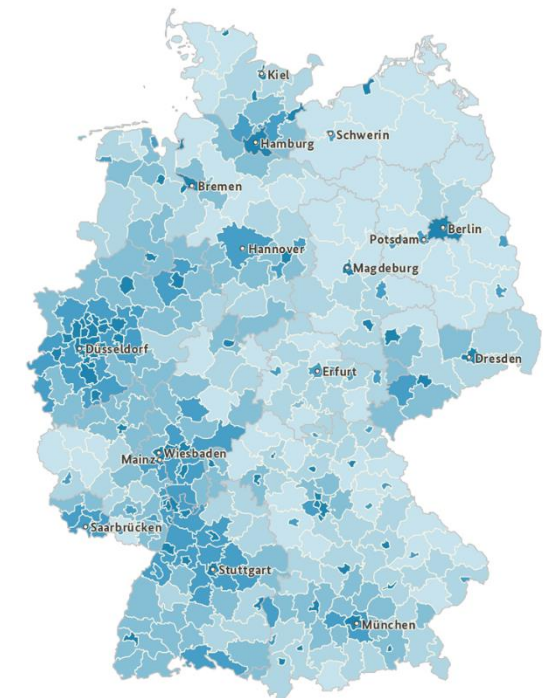 Kiel
Schwerin
Hamburg
Bremen
Berlin
Potsdam
Hannover
Magdeburg
Düsseldorf
Dresden
Erfurt
Wiesbaden
Mainz
Saarbrücken
Stuttgart
München